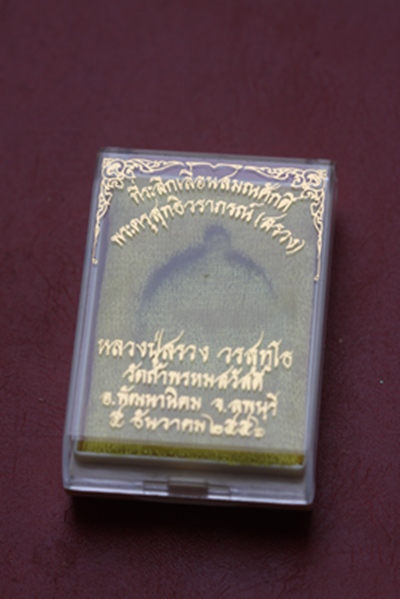 ที่ระลึกเลื่อนสมณศักดิ์
พระครูสุทธิวราภรณ์ (สรวง)
หลวงปู่สรวง วรสุทฺโธ
วัดถ้ำพรหมสวัสดิ์
อ.พัฒนานิคม จ.ลพบุรี
๕ ธันวาคม ๒๕๕๒